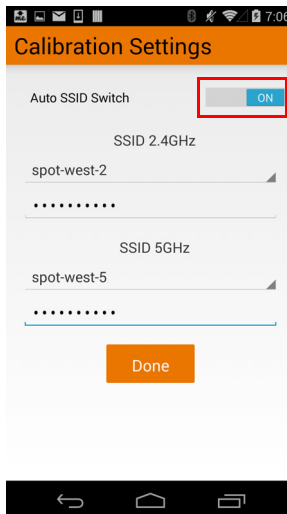 7:06
Calibration Settings
Auto SSID Switch
ON
SSID 2.4GHz
spot-west-2
••••••••••
SSID 5GHz
spot-west-5
••••••••••
Done